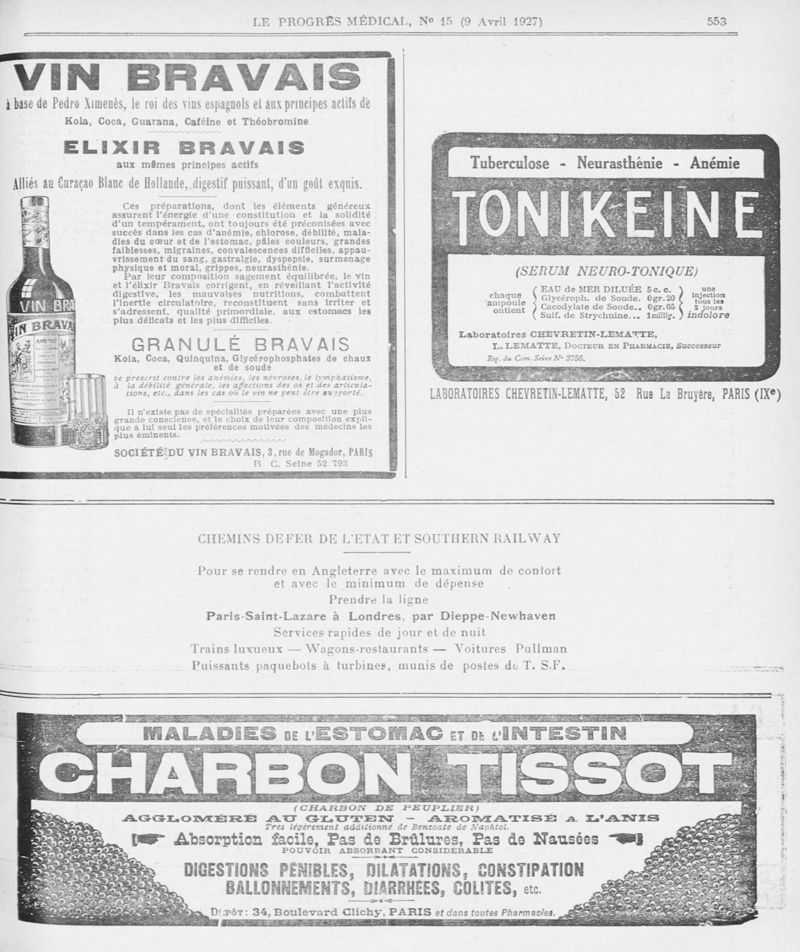 LE PROGRÈS MÉDICAL, No 15 (9 Avril 1927) 553
VIN BRAVAIS
à base de Pedro Ximenès, le roi des vins espagnols et aux principes actifs de
Kola, Coca, Guarana, Caféine et Théobromine
ELIXIR BRAVAIS
aux mêmes principes actifs
Alliés au Curaçao Blanc de Hollande, digestif puissant, d'un goût exquis.
Ces préparations, dont les éléments généreux
assurent l'énergie d'une constitution et la solidité
d'un tempérament, ont toujours été préconisées avec
succès dans les cas d'anémie, chlorose, débilité, mala-
dies du cœur et de l'estomac, pâles couleurs, grandes
faiblesses, migraines, convalescences difficiles, appau-
vrissement du sang, gastralgie, dyspepsie, surmenage
physique et moral, grippes, neurasthénie.
Par leur composition sagement équilibrée, le vin
et l'élixir Bravais corrigent, en réveillant l'activité
digestive, les mauvaises nutritions, combattent
l'inertie circulatoire, reconstituent sans irriter et
s'adressent, qualité primordiale, aux estomacs les
plus délicats et les plus difficiles.
VIN BRA
VIN BRAVAIS
GRANULÉ BRAVAIS
Kola, Coca, Quinquina, Glycérophosphates de chaux
et de soude
se prescrit contre les anémies, les névroses, le lymphatisme,
à la débilité générale, les affections des os et des articula-
tions, etc., dans les cas où le vin ne peut être supporté.
Il n'existe pas de spécialités préparées avec une plus
grande conscience, et le choix de leur composition expli-
que à lui seul les préférences motivées des médecins les
plus éminents.
SOCIÉTÉ DU VIN BRAVAIS, 3, rue de Mogador, PARIS
R. C. Seine 52 793
Tuberculose - Neurasthénie - Anémie
TONIKEINE
(SERUM NEURO-TONIQUE)
chaque ampoule contient
EAU de MER DILUÉE 5 c. c.
Glycéroph. de Soude. 0gr.20
Cacodylate de Soude.. 0gr.05
Sulf. de Strychnine... 1millig.
une injection tous les 2 jours
indolore
Laboratoires CHEVRETIN-LEMATTE,
L. LEMATTE, DOCTEUR EN PHARMACIE, Successeur
Reg. du Com. Seine No 3756.
LABORATOIRES CHEVRETIN-LEMATTE, 52 Rue La Bruyère, PARIS (IXe)
CHEMINS DE FER DE L'ETAT ET SOUTHERN RAILWAY
Pour se rendre en Angleterre avec le maximum de confort
et avec le minimum de dépense
Prendre la ligne
Paris-Saint-Lazare à Londres, par Dieppe-Newhaven
Services rapides de jour et de nuit
Trains luxueux — Wagons-restaurants — Voitures Pullman
Puissants paquebots à turbines, munis de postes de T. S.F.
MALADIES DE L'ESTOMAC ET DE L'INTESTIN
CHARBON TISSOT
(CHARBON DE PEUPLIER)
AGGLOMÉRÉ AU GLUTEN - AROMATISÉ A L'ANIS
Très légèrement additionné de Benzoate de Naphtol.
Absorption facile, Pas de Brûlures, Pas de Nausées
POUVOIR ABSORBANT CONSIDÉRABLE
DIGESTIONS PÉNIBLES, DILATATIONS, CONSTIPATION
BALLONNEMENTS, DIARRHÉES, COLITES, etc.
DÉPÔT: 34, Boulevard Clichy, PARIS et dans toutes Pharmacies.